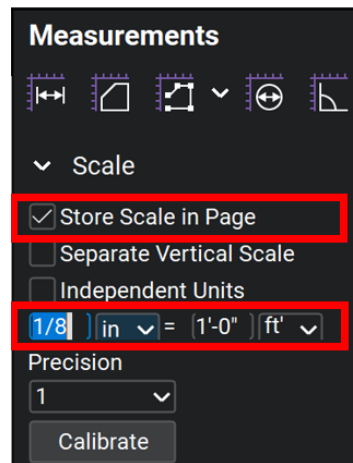 Measurements
Scale
Store Scale in Page
Separate Vertical Scale
Independent Units
1/8 in = 1'-0" ft'
Precision
1
Calibrate